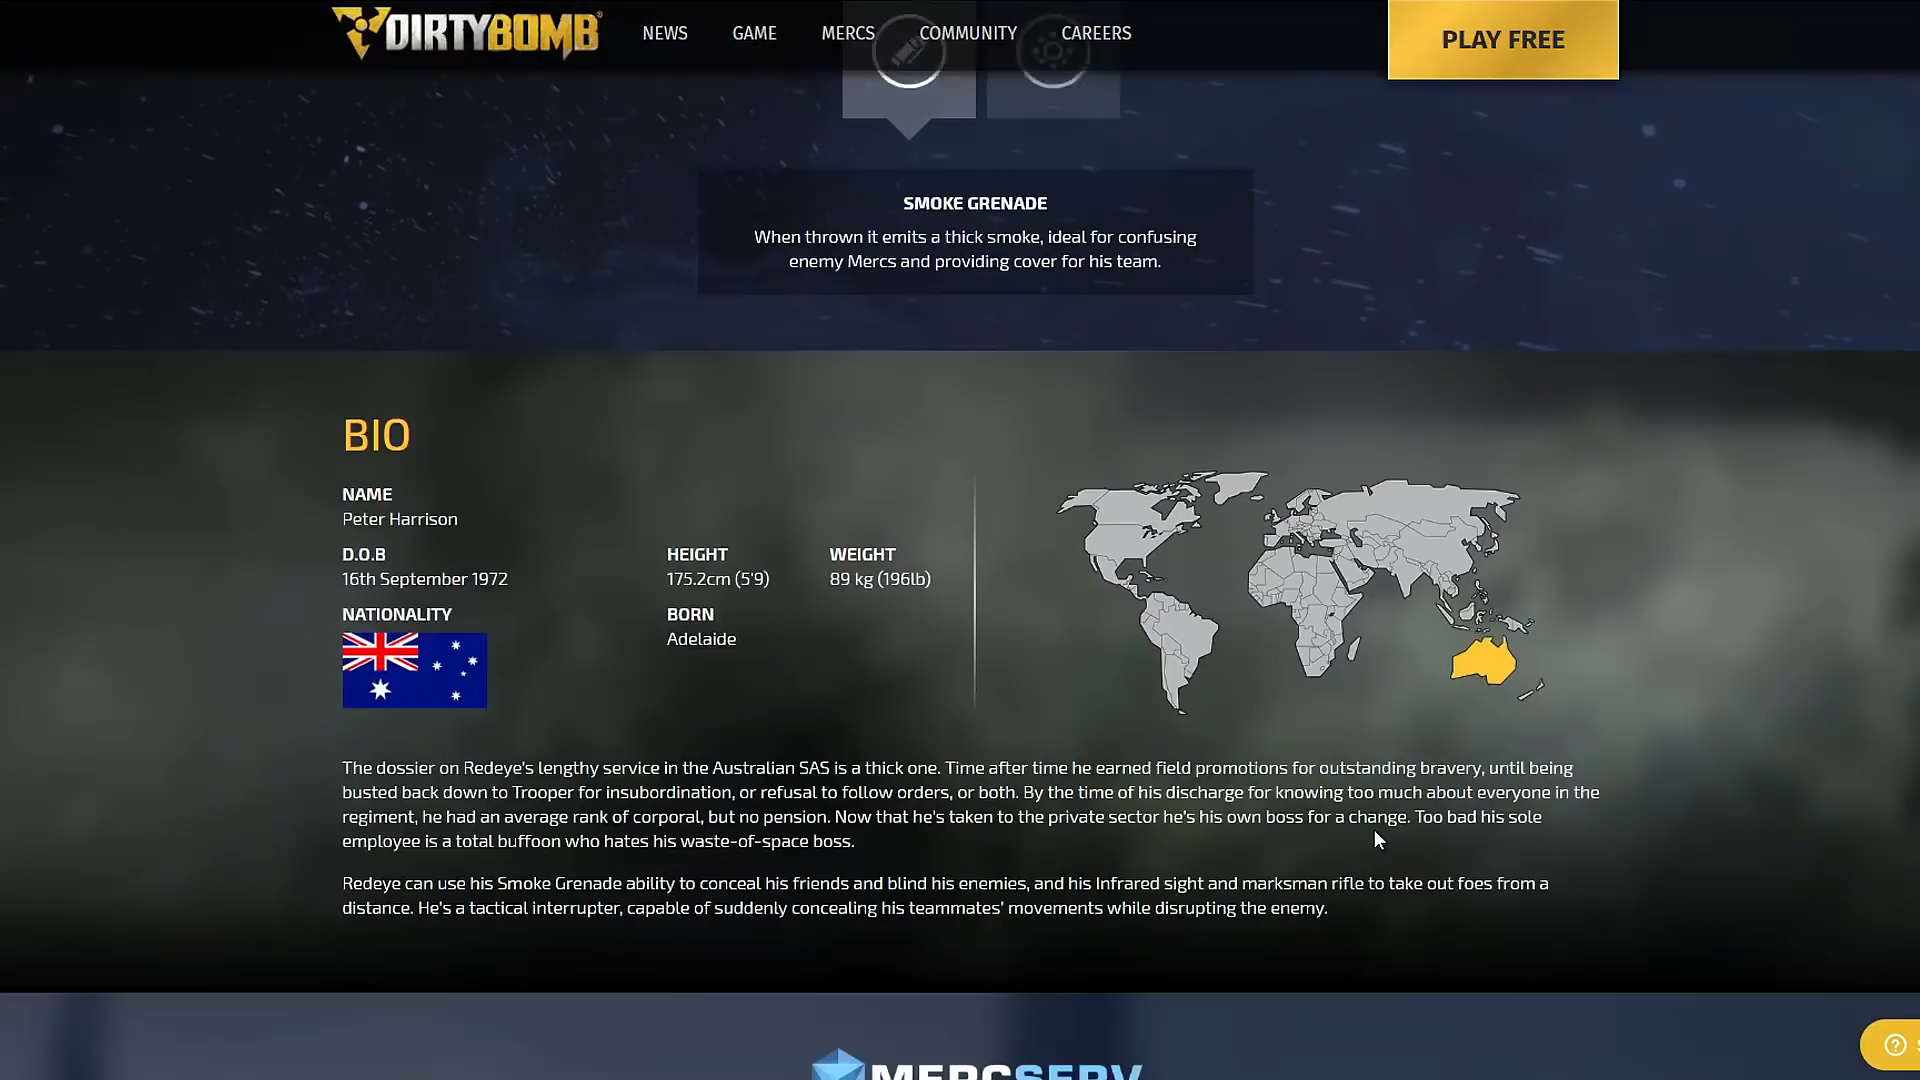 DIRTYBOMB
NEWS GAME MERCS COMMUNITY CAREERS
PLAY FREE
SMOKE GRENADE
When thrown it emits a thick smoke, ideal for confusing
enemy Mercs and providing cover for his team.
BIO
NAME
Peter Harrison
D.O.B HEIGHT WEIGHT
16th September 1972 175.2cm (5'9) 89 kg (196lb)
NATIONALITY BORN
Adelaide
The dossier on Redeye's lengthy service in the Australian SAS is a thick one. Time after time he earned field promotions for outstanding bravery, until being
busted back down to Trooper for insubordination, or refusal to follow orders, or both. By the time of his discharge for knowing too much about everyone in the
regiment, he had an average rank of corporal, but no pension. Now that he's taken to the private sector he's his own boss for a change. Too bad his sole
employee is a total buffoon who hates his waste-of-space boss.
Redeye can use his Smoke Grenade ability to conceal his friends and blind his enemies, and his Infrared sight and marksman rifle to take out foes from a
distance. He's a tactical interrupter, capable of suddenly concealing his teammates' movements while disrupting the enemy.
MERCSERV